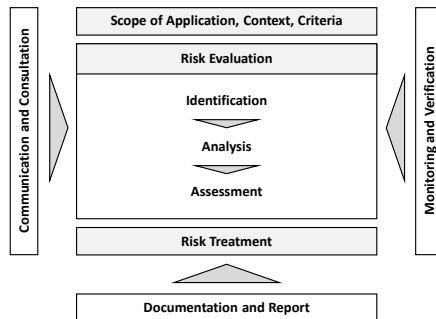 Scope of Application, Context, Criteria
Communication and Consultation
Risk Evaluation
Identification
Analysis
Assessment
Monitoring and Verification
Risk Treatment
Documentation and Report